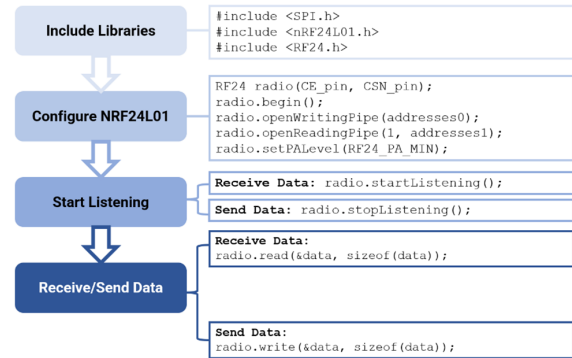 Include Libraries
#include <SPI.h>
#include <nRF24L01.h>
#include <RF24.h>
Configure NRF24L01
RF24 radio(CE_pin, CSN_pin);
radio.begin();
radio.openWritingPipe(addresses0);
radio.openReadingPipe(1, addresses1);
radio.setPALevel(RF24_PA_MIN);
Start Listening
Receive Data: radio.startListening();
Send Data: radio.stopListening();
Receive/Send Data
Receive Data:
radio.read(&data, sizeof(data));
Send Data:
radio.write(&data, sizeof(data));